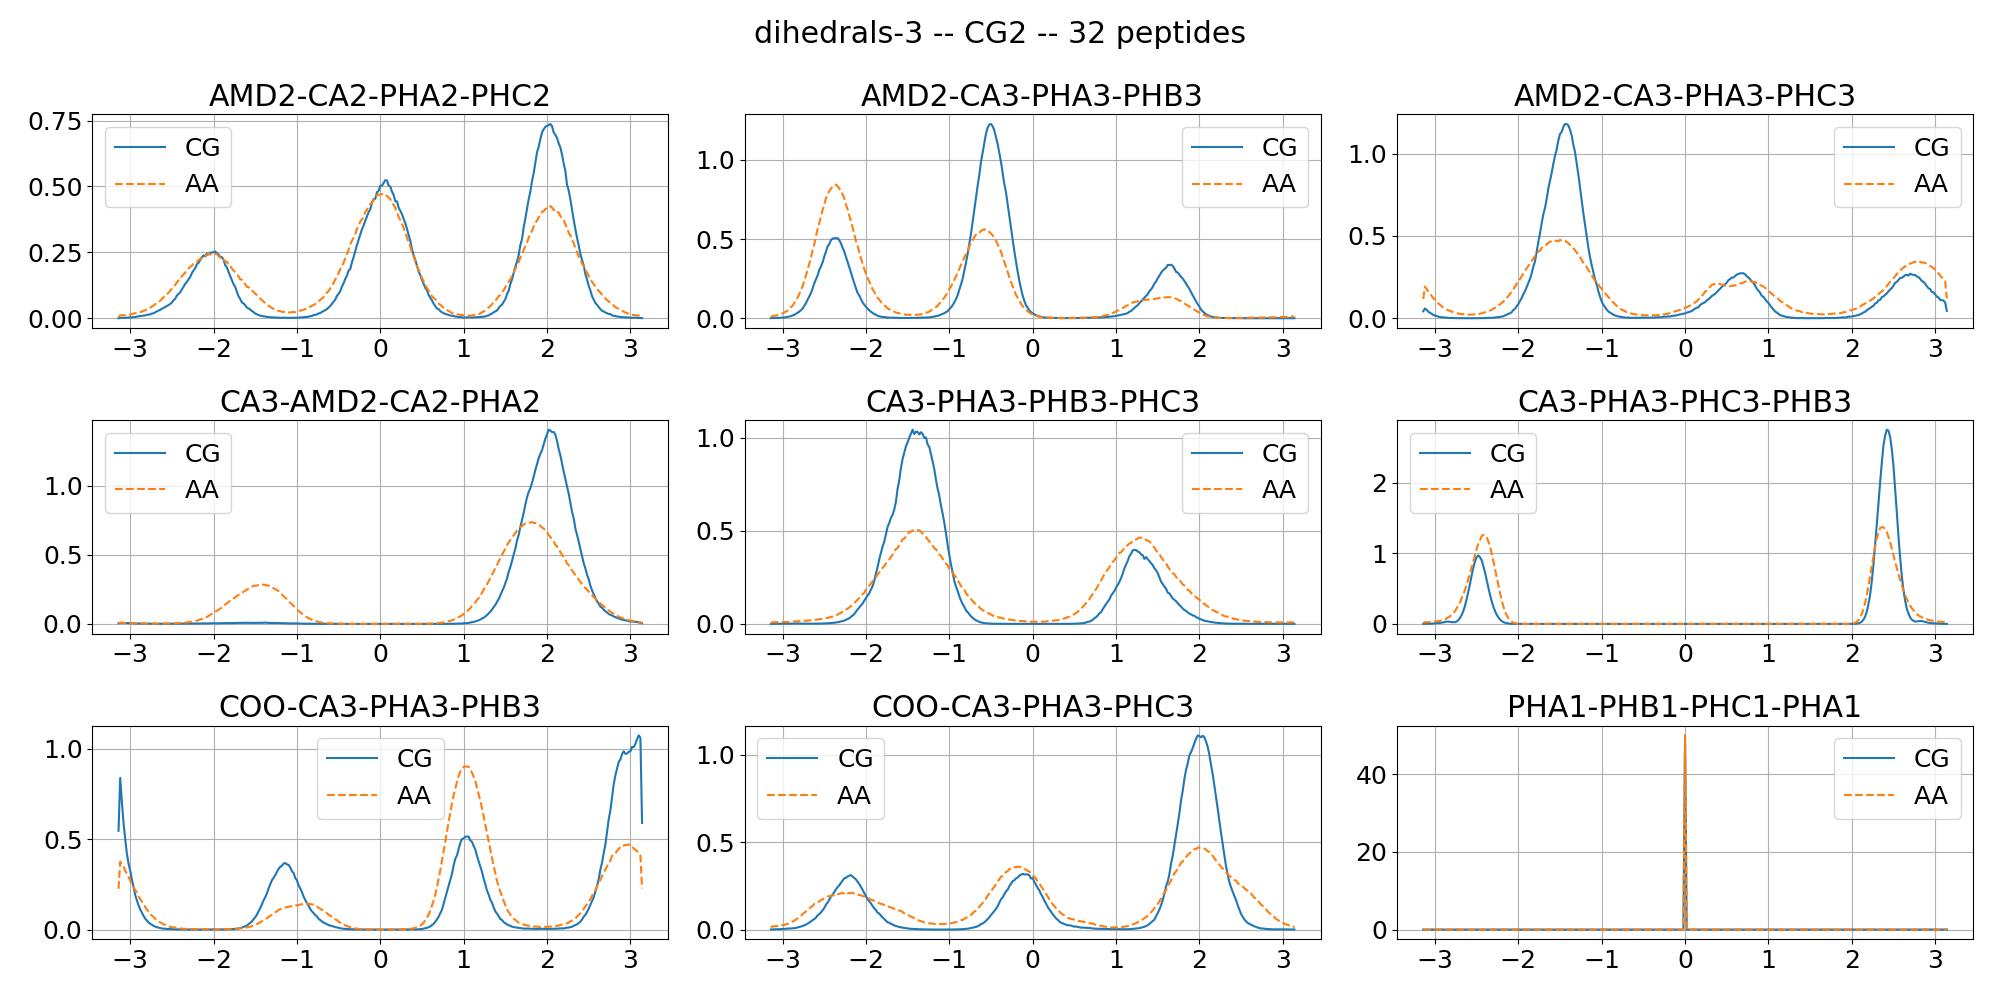 dihedrals-3 -- CG2 -- 32 peptides
AMD2-CA2-PHA2-PHC2
0.75
0.50
0.25
0.00
CG
AA
−3 −2 −1 0 1 2 3
AMD2-CA3-PHA3-PHB3
1.0
0.5
0.0
CG
AA
−3 −2 −1 0 1 2 3
AMD2-CA3-PHA3-PHC3
1.0
0.5
0.0
CG
AA
−3 −2 −1 0 1 2 3
CA3-AMD2-CA2-PHA2
1.0
0.5
0.0
CG
AA
−3 −2 −1 0 1 2 3
CA3-PHA3-PHB3-PHC3
1.0
0.5
0.0
CG
AA
−3 −2 −1 0 1 2 3
CA3-PHA3-PHC3-PHB3
2
1
0
CG
AA
−3 −2 −1 0 1 2 3
COO-CA3-PHA3-PHB3
1.0
0.5
0.0
CG
AA
−3 −2 −1 0 1 2 3
COO-CA3-PHA3-PHC3
1.0
0.5
0.0
CG
AA
−3 −2 −1 0 1 2 3
PHA1-PHB1-PHC1-PHA1
40
20
0
CG
AA
−3 −2 −1 0 1 2 3